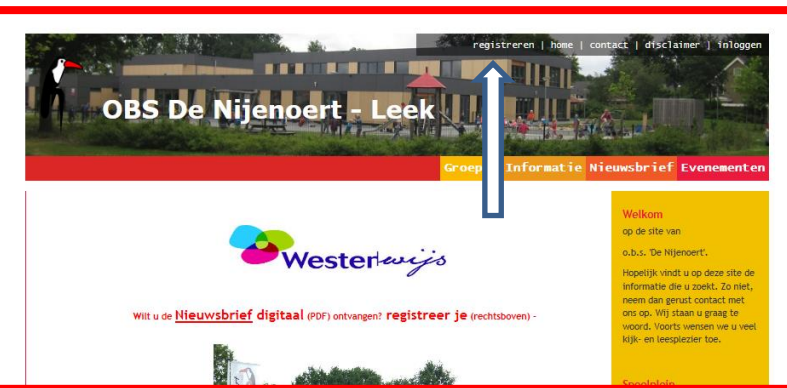 registreren | home | contact | disclaimer | inloggen
OBS De Nijenoert - Leek
Groep Informatie Nieuwsbrief Evenementen
Westerwijs
Wilt u de Nieuwsbrief digitaal (PDF) ontvangen? registreer je (rechtsboven) -
Welkom
op de site van
o.b.s. 'De Nijenoert'.
Hopelijk vindt u op deze site de
informatie die u zoekt. Zo niet,
neem dan gerust contact met
ons op. Wij staan u graag te
woord. Voorts wensen we u veel
kijk- en leesplezier toe.
Speelplein